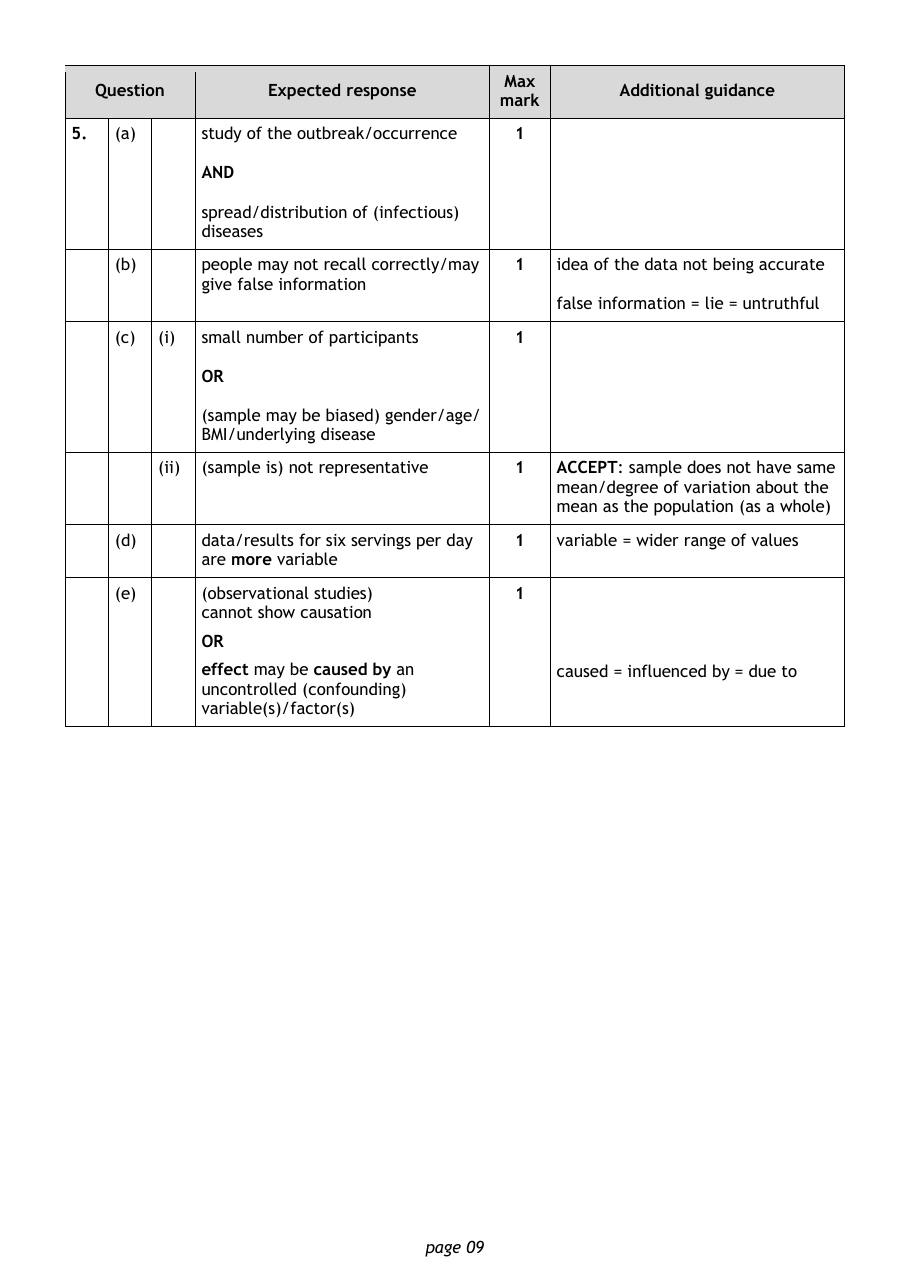 Question Expected response Max mark Additional guidance
5. (a) study of the outbreak/occurrence 1
AND
spread/distribution of (infectious)
diseases
(b) people may not recall correctly/may 1 idea of the data not being accurate
give false information
false information = lie = untruthful
(c) (i) small number of participants 1
OR
(sample may be biased) gender/age/
BMI/underlying disease
(ii) (sample is) not representative 1 ACCEPT: sample does not have same
mean/degree of variation about the
mean as the population (as a whole)
(d) data/results for six servings per day 1 variable = wider range of values
are more variable
(e) (observational studies) 1
cannot show causation
OR
effect may be caused by an caused = influenced by = due to
uncontrolled (confounding)
variable(s)/factor(s)
page 09